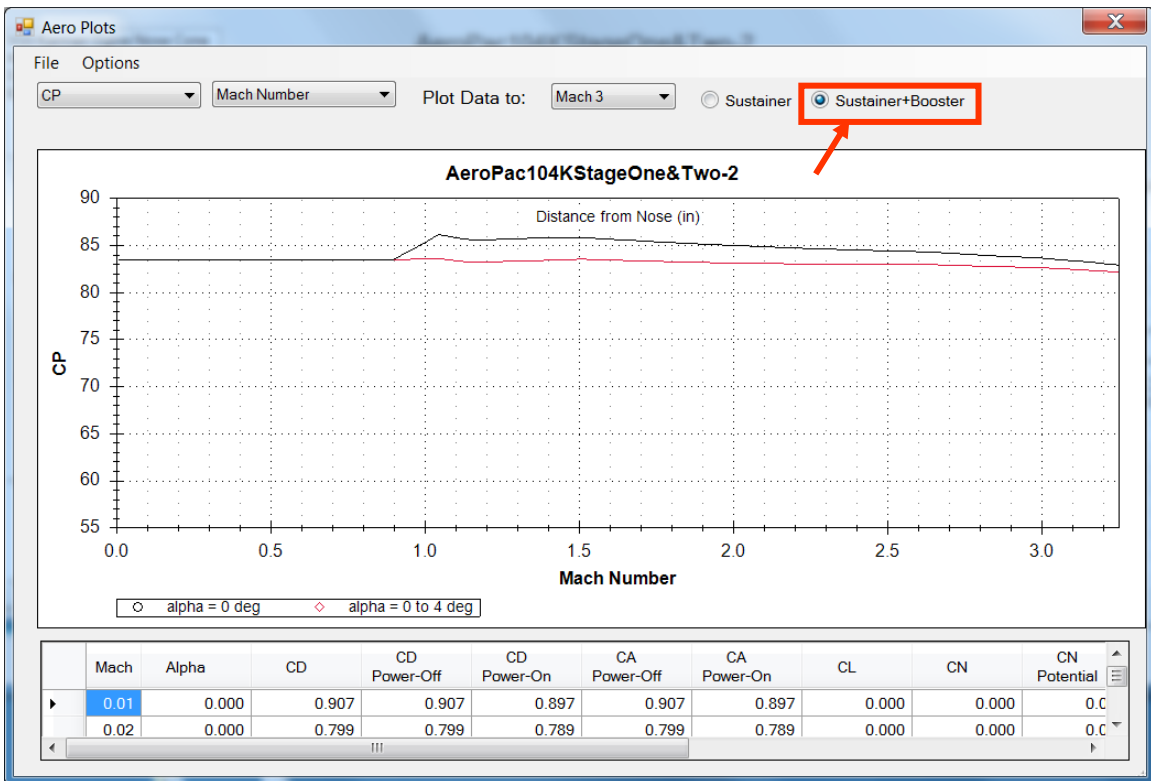 Aero Plots
File Options
CP Mach Number Plot Data to: Mach 3 Sustainer Sustainer+Booster
AeroPac104KStageOne&Two-2
Distance from Nose (in)
90
85
80
75
70
65
60
55
CP
0.0 0.5 1.0 1.5 2.0 2.5 3.0
Mach Number
alpha = 0 deg alpha = 0 to 4 deg
Mach Alpha CD CD Power-Off CD Power-On CA Power-Off CA Power-On CL CN CN Potential
0.01 0.000 0.907 0.907 0.897 0.907 0.897 0.000 0.000 0.0
0.02 0.000 0.799 0.799 0.789 0.799 0.789 0.000 0.000 0.0